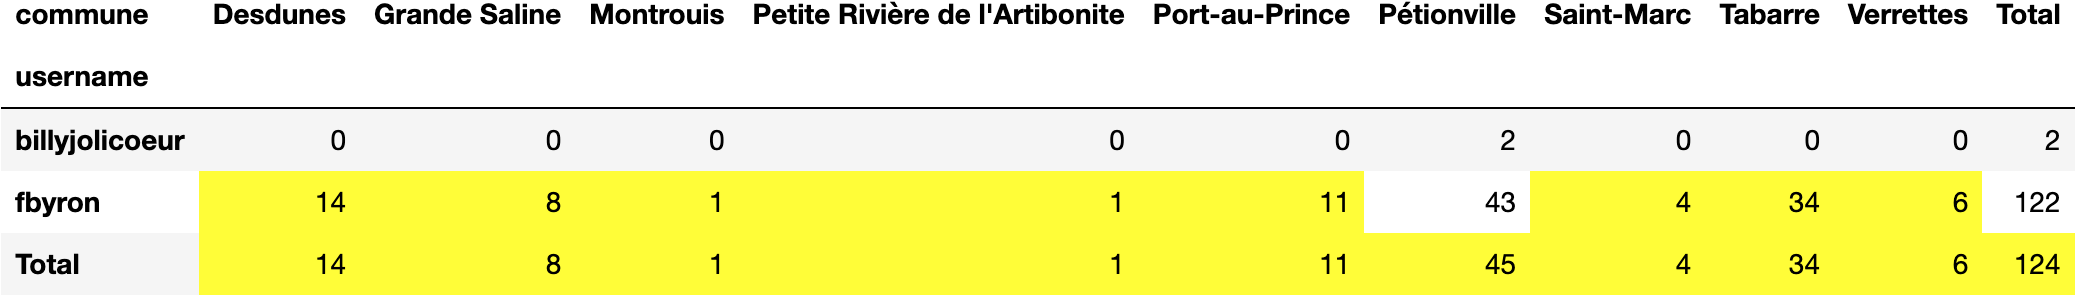 commune Desdunes Grande Saline Montrouis Petite Rivière de l'Artibonite Port-au-Prince Pétionville Saint-Marc Tabarre Verrettes Total
username
billyjolicoeur 0 0 0 0 0 2 0 0 0 2
fbyron 14 8 1 1 11 43 4 34 6 122
Total 14 8 1 1 11 45 4 34 6 124